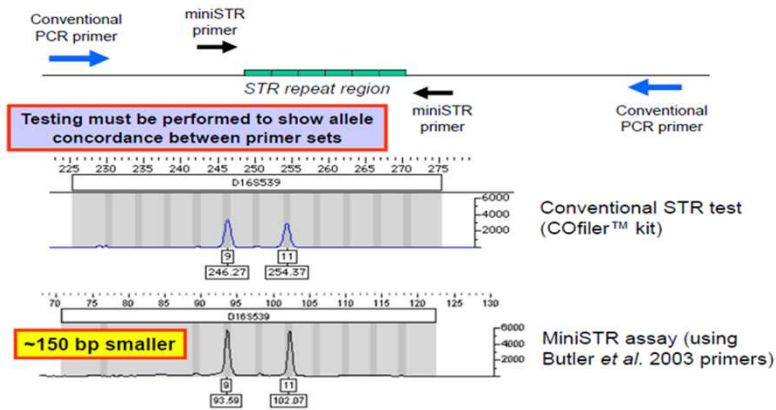 Conventional
PCR primer
miniSTR
primer
STR repeat region
miniSTR
primer
Conventional
PCR primer
Testing must be performed to show allele
concordance between primer sets
225 230 235 240 245 250 255 260 265 270 275
D16S539
6000
4000
2000
9 11
246.27 254.37
Conventional STR test
(COfiler™ kit)
70 75 80 85 90 95 100 105 110 115 120 125 130
D16S539
~150 bp smaller
6000
4000
2000
9 11
93.59 102.07
MiniSTR assay (using
Butler et al. 2003 primers)